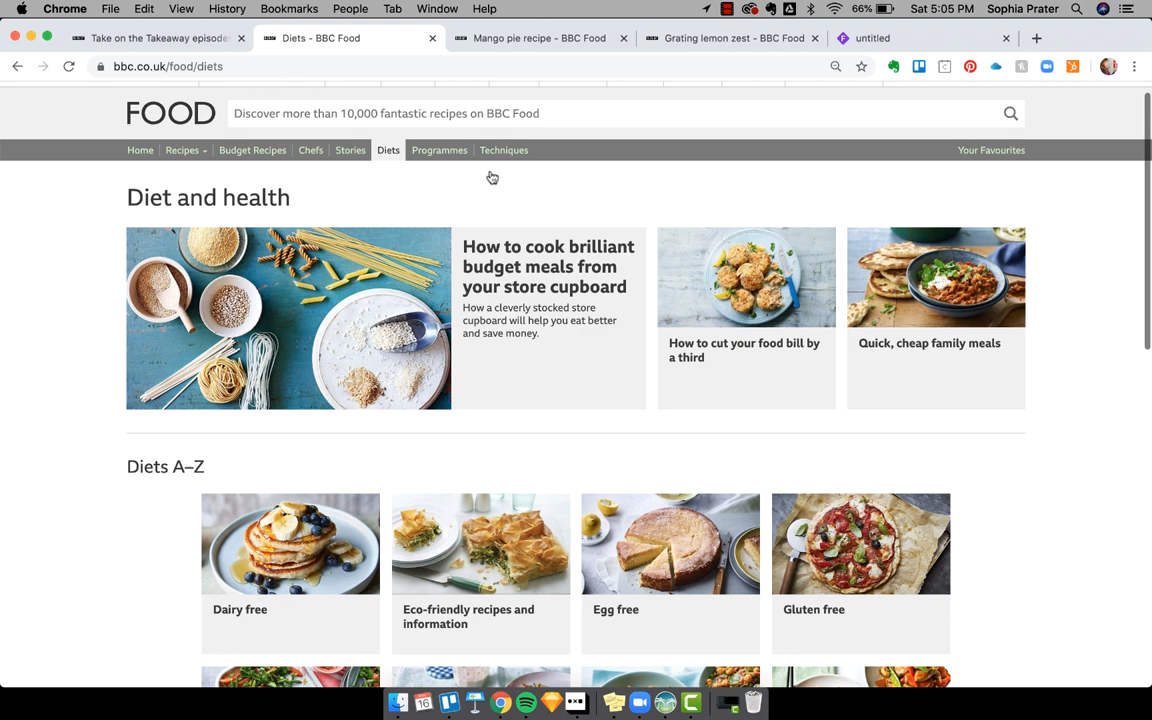 Chrome File Edit View History Bookmarks People Tab Window Help 66% Sat 5:05 PM Sophia Prater
Take on the Takeaway episode Diets - BBC Food Mango pie recipe - BBC Food Grating lemon zest - BBC Food untitled
bbc.co.uk/food/diets
FOOD Discover more than 10,000 fantastic recipes on BBC Food
Home Recipes Budget Recipes Chefs Stories Diets Programmes Techniques Your Favourites
Diet and health
How to cook brilliant
budget meals from
your store cupboard
How a cleverly stocked store
cupboard will help you eat better
and save money.
How to cut your food bill by
a third
Quick, cheap family meals
Diets A–Z
Dairy free
Eco-friendly recipes and
information
Egg free
Gluten free
16